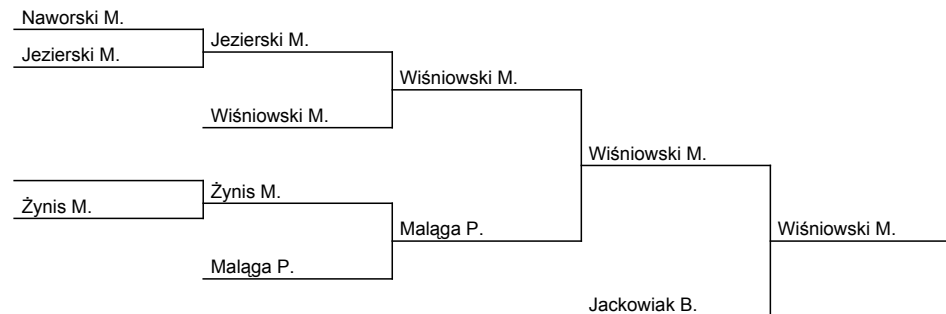 Naworski M.
Jezierski M.
Jezierski M.
Wiśniowski M.
Wiśniowski M.
Wiśniowski M.
Żynis M.
Żynis M.
Wiśniowski M.
Maląga P.
Maląga P.
Jackowiak B.